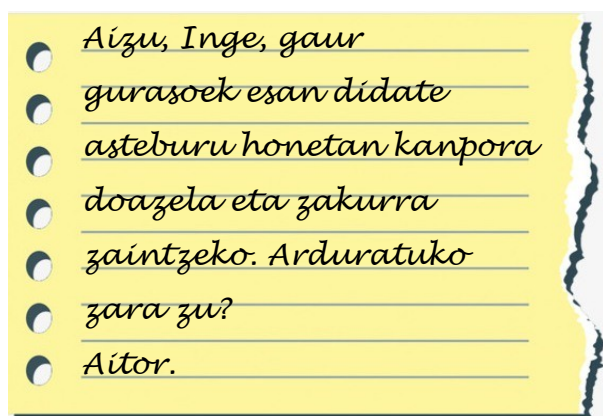 Aizu, Inge, gaur
gurasoek esan didate
asteburu honetan kanpora
doazela eta zakurra
zaintzeko. Arduratuko
zara zu?
Aitor.